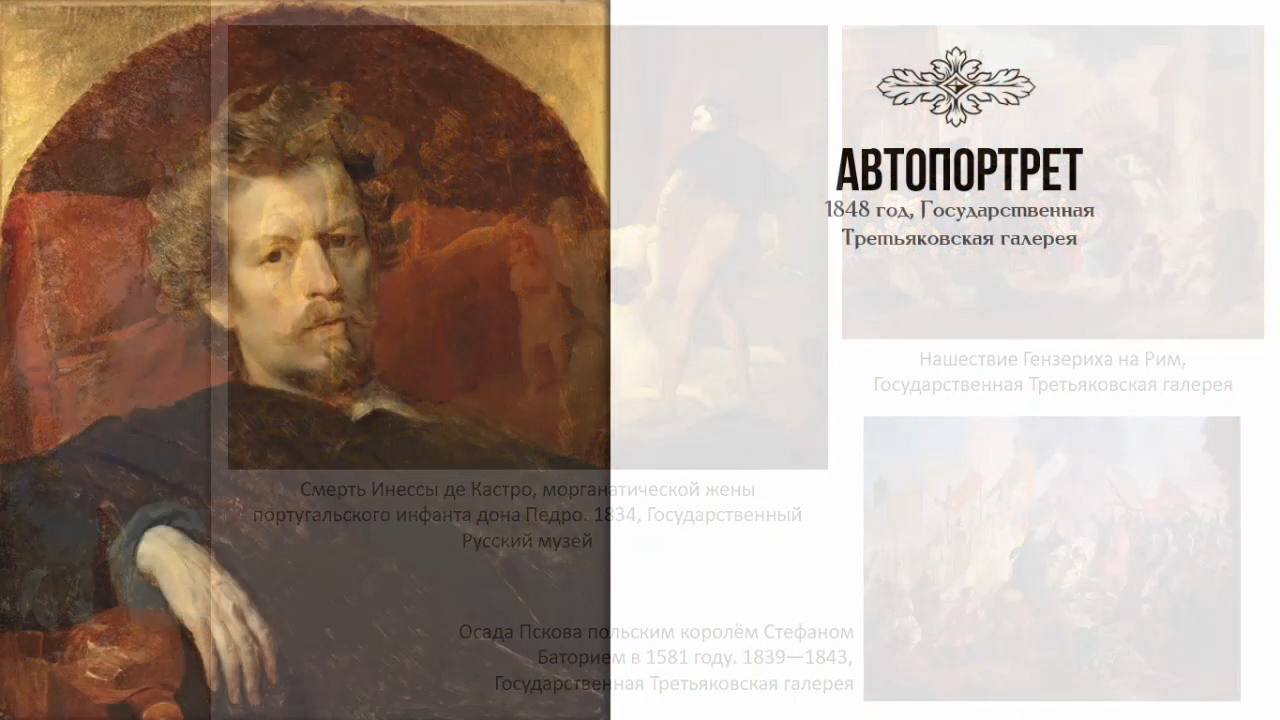 АВТОПОРТРЕТ
1848 год, Государственная
Третьяковская галерея
Нашествие Гензериха на Рим,
Государственная Третьяковская галерея
Смерть Инессы де Кастро, морганатической жены
португальского инфанта дона Педро. 1834, Государственный
Русский музей
Осада Пскова польским королём Стефаном
Баторием в 1581 году. 1839—1843,
Государственная Третьяковская галерея